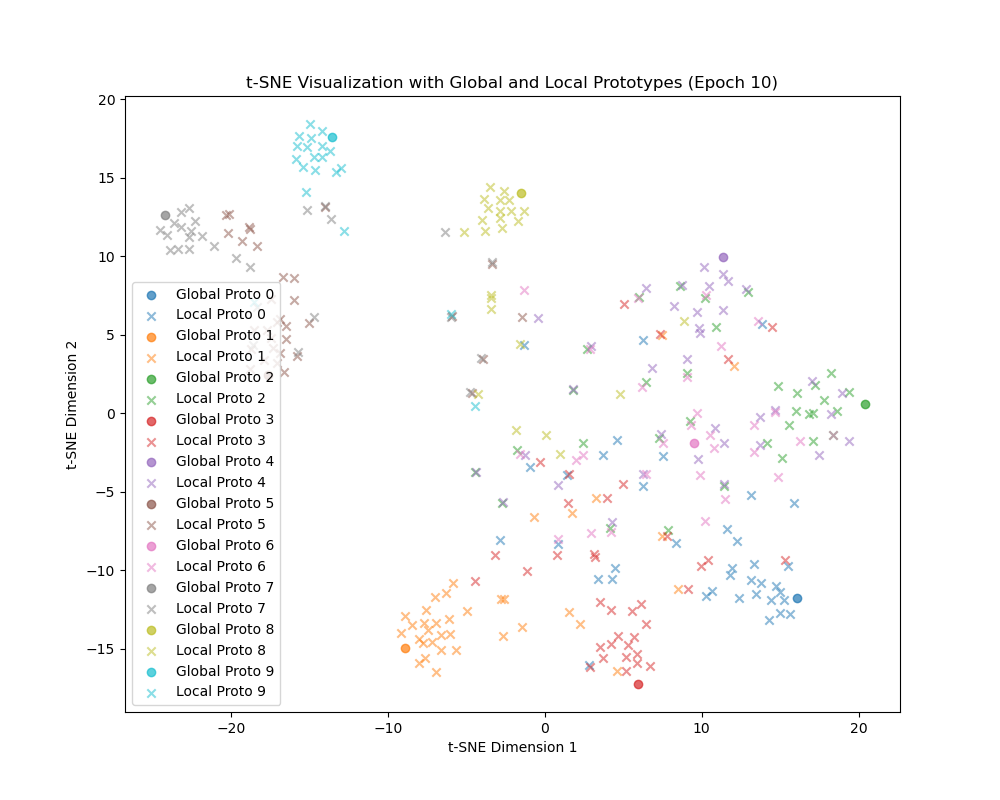 t-SNE Visualization with Global and Local Prototypes (Epoch 10)
20
15
10
5
0
−5
−10
−15
t-SNE Dimension 2
Global Proto 0
Local Proto 0
Global Proto 1
Local Proto 1
Global Proto 2
Local Proto 2
Global Proto 3
Local Proto 3
Global Proto 4
Local Proto 4
Global Proto 5
Local Proto 5
Global Proto 6
Local Proto 6
Global Proto 7
Local Proto 7
Global Proto 8
Local Proto 8
Global Proto 9
Local Proto 9
−20 −10 0 10 20
t-SNE Dimension 1